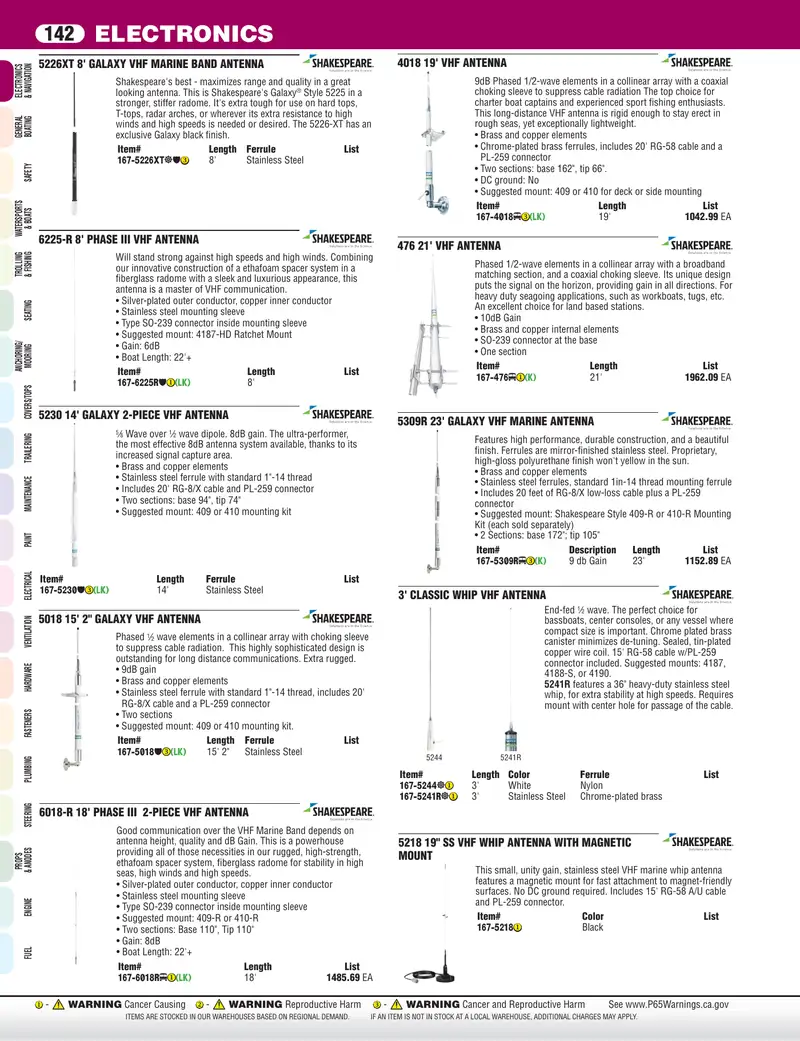 142 ELECTRONICS
ELECTRONICS
& NAVIGATION
GENERAL
BOATING
SAFETY
WATERSPORTS
& BOATS
TROLLING
& FISHING
SEATING
ANCHORING/
MOORING
COVERS/TOPS
TRAILERING
MAINTENANCE
PAINT
ELECTRICAL
VENTILATION
HARDWARE
FASTENERS
PLUMBING
STEERING
PROPS
& ANODES
ENGINE
FUEL
5226XT 8' GALAXY VHF MARINE BAND ANTENNA
SHAKESPEARE.
Shakespeare's best - maximizes range and quality in a great
looking antenna. This is Shakespeare's Galaxy® Style 5225 in a
stronger, stiffer radome. It's extra tough for use on hard tops,
T-tops, radar arches, or wherever its extra resistance to high
winds and high speeds is needed or desired. The 5226-XT has an
exclusive Galaxy black finish.
Item# Length Ferrule List
167-5226XT 3 8' Stainless Steel
6225-R 8' PHASE III VHF ANTENNA
SHAKESPEARE.
Will stand strong against high speeds and high winds. Combining
our innovative construction of a ethafoam spacer system in a
fiberglass radome with a sleek and luxurious appearance, this
antenna is a master of VHF communication.
• Silver-plated outer conductor, copper inner conductor
• Stainless steel mounting sleeve
• Type SO-239 connector inside mounting sleeve
• Suggested mount: 4187-HD Ratchet Mount
• Gain: 6dB
• Boat Length: 22'+
Item# Length List
167-6225R 1 (LK) 8'
5230 14' GALAXY 2-PIECE VHF ANTENNA
SHAKESPEARE.
⅝ Wave over ½ wave dipole. 8dB gain. The ultra-performer,
the most effective 8dB antenna system available, thanks to its
increased signal capture area.
• Brass and copper elements
• Stainless steel ferrule with standard 1"-14 thread
• Includes 20' RG-8/X cable and PL-259 connector
• Two sections: base 94", tip 74"
• Suggested mount: 409 or 410 mounting kit
Item# Length Ferrule List
167-5230 3 (LK) 14' Stainless Steel
5018 15' 2" GALAXY VHF ANTENNA
SHAKESPEARE.
Phased ½ wave elements in a collinear array with choking sleeve
to suppress cable radiation. This highly sophisticated design is
outstanding for long distance communications. Extra rugged.
• 9dB gain
• Brass and copper elements
• Stainless steel ferrule with standard 1"-14 thread, includes 20'
RG-8/X cable and a PL-259 connector
• Two sections
• Suggested mount: 409 or 410 mounting kit.
Item# Length Ferrule List
167-5018 3 (LK) 15' 2" Stainless Steel
6018-R 18' PHASE III 2-PIECE VHF ANTENNA
SHAKESPEARE.
Good communication over the VHF Marine Band depends on
antenna height, quality and dB Gain. This is a powerhouse
providing all of those necessities in our rugged, high-strength,
ethafoam spacer system, fiberglass radome for stability in high
seas, high winds and high speeds.
• Silver-plated outer conductor, copper inner conductor
• Stainless steel mounting sleeve
• Type SO-239 connector inside mounting sleeve
• Suggested mount: 409-R or 410-R
• Two sections: Base 110", Tip 110"
• Gain: 8dB
• Boat Length: 22'+
Item# Length List
167-6018R 1 (LK) 18' 1485.69 EA
4018 19' VHF ANTENNA
SHAKESPEARE.
9dB Phased 1/2-wave elements in a collinear array with a coaxial
choking sleeve to suppress cable radiation The top choice for
charter boat captains and experienced sport fishing enthusiasts.
This long-distance VHF antenna is rigid enough to stay erect in
rough seas, yet exceptionally lightweight.
• Brass and copper elements
• Chrome-plated brass ferrules, includes 20' RG-58 cable and a
PL-259 connector
• Two sections: base 162", tip 66".
• DC ground: No
• Suggested mount: 409 or 410 for deck or side mounting
Item# Length List
167-4018 3 (LK) 19' 1042.99 EA
476 21' VHF ANTENNA
SHAKESPEARE.
Phased 1/2-wave elements in a collinear array with a broadband
matching section, and a coaxial choking sleeve. Its unique design
puts the signal on the horizon, providing gain in all directions. For
heavy duty seagoing applications, such as workboats, tugs, etc.
An excellent choice for land based stations.
• 10dB Gain
• Brass and copper internal elements
• SO-239 connector at the base
• One section
Item# Length List
167-476 1 (K) 21' 1962.09 EA
5309R 23' GALAXY VHF MARINE ANTENNA
SHAKESPEARE.
Features high performance, durable construction, and a beautiful
finish. Ferrules are mirror-finished stainless steel. Proprietary,
high-gloss polyurethane finish won't yellow in the sun.
• Brass and copper elements
• Stainless steel ferrules, standard 1in-14 thread mounting ferrule
• Includes 20 feet of RG-8/X low-loss cable plus a PL-259
connector
• Suggested mount: Shakespeare Style 409-R or 410-R Mounting
Kit (each sold separately)
• 2 Sections: base 172"; tip 105"
Item# Description Length List
167-5309R 3 (K) 9 db Gain 23' 1152.89 EA
3' CLASSIC WHIP VHF ANTENNA
SHAKESPEARE.
End-fed ½ wave. The perfect choice for
bassboats, center consoles, or any vessel where
compact size is important. Chrome plated brass
canister minimizes de-tuning. Sealed, tin-plated
copper wire coil. 15' RG-58 cable w/PL-259
connector included. Suggested mounts: 4187,
4188-S, or 4190.
5241R features a 36" heavy-duty stainless steel
whip, for extra stability at high speeds. Requires
mount with center hole for passage of the cable.
5244 5241R
Item# Length Color Ferrule List
167-5244 1 3' White Nylon
167-5241R 1 3' Stainless Steel Chrome-plated brass
5218 19" SS VHF WHIP ANTENNA WITH MAGNETIC
MOUNT
SHAKESPEARE.
This small, unity gain, stainless steel VHF marine whip antenna
features a magnetic mount for fast attachment to magnet-friendly
surfaces. No DC ground required. Includes 15' RG-58 A/U cable
and PL-259 connector.
Item# Color List
167-5218 1 Black
1 - WARNING Cancer Causing 2 - WARNING Reproductive Harm 3 - WARNING Cancer and Reproductive Harm See www.P65Warnings.ca.gov
ITEMS ARE STOCKED IN OUR WAREHOUSES BASED ON REGIONAL DEMAND. IF AN ITEM IS NOT IN STOCK AT A LOCAL WAREHOUSE, ADDITIONAL CHARGES MAY APPLY.